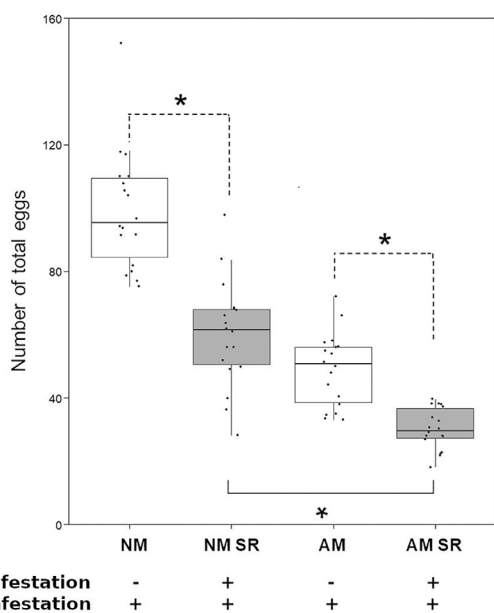 Number of total eggs
160
*
120
*
80
40
*
0
NM NM SR AM AM SR
festation - + - +
festation + + + +